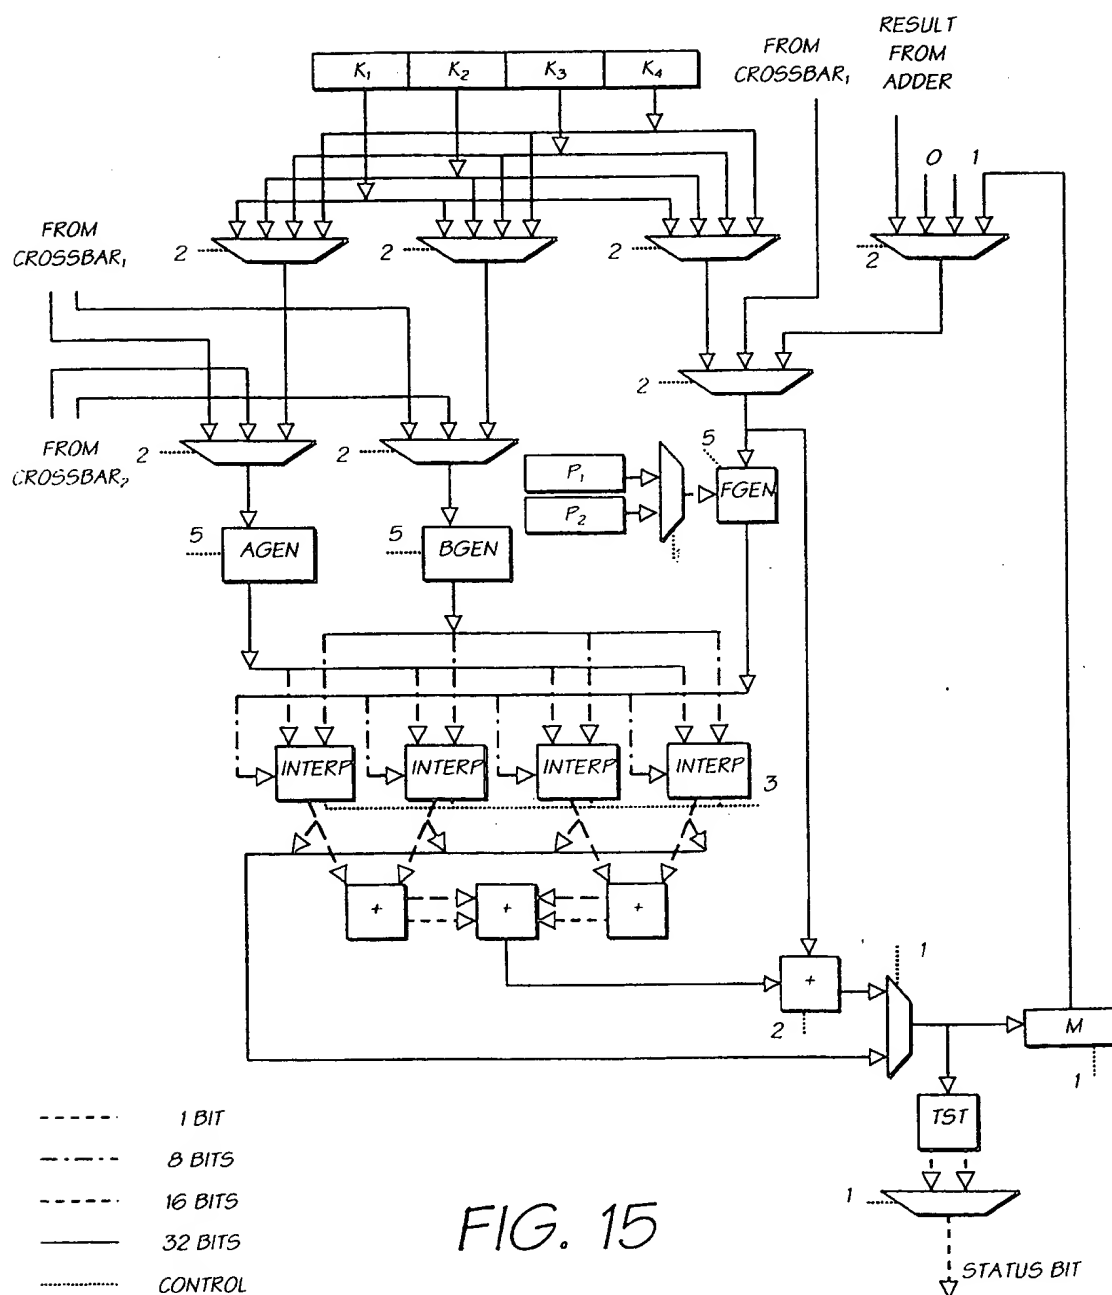 RESULT
FROM
ADDER
FROM
CROSSBAR₁
K₁ K₂ K₃ K₄
0 1
FROM
CROSSBAR₁
2
2
2
2
2
FROM
CROSSBAR₂
2
2
5
P₁
P₂
FGEN
5
AGEN
5
BGEN
INTERP
INTERP
INTERP
INTERP
3
+
+
+
+
1
2
M
1
TST
1
STATUS BIT
1 BIT
8 BITS
16 BITS
32 BITS
CONTROL
FIG. 15